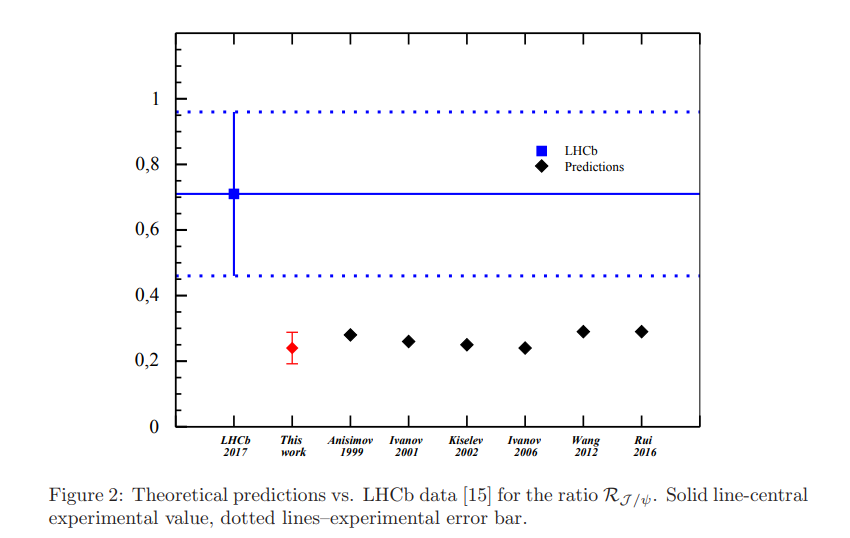 1
0,8
0,6
0,4
0,2
0
LHCb
Predictions
LHCb 2017
This work
Anisimov 1999
Ivanov 2001
Kiselev 2002
Ivanov 2006
Wang 2012
Rui 2016
Figure 2: Theoretical predictions vs. LHCb data [15] for the ratio ℛ𝒥/ψ. Solid line-central
experimental value, dotted lines–experimental error bar.